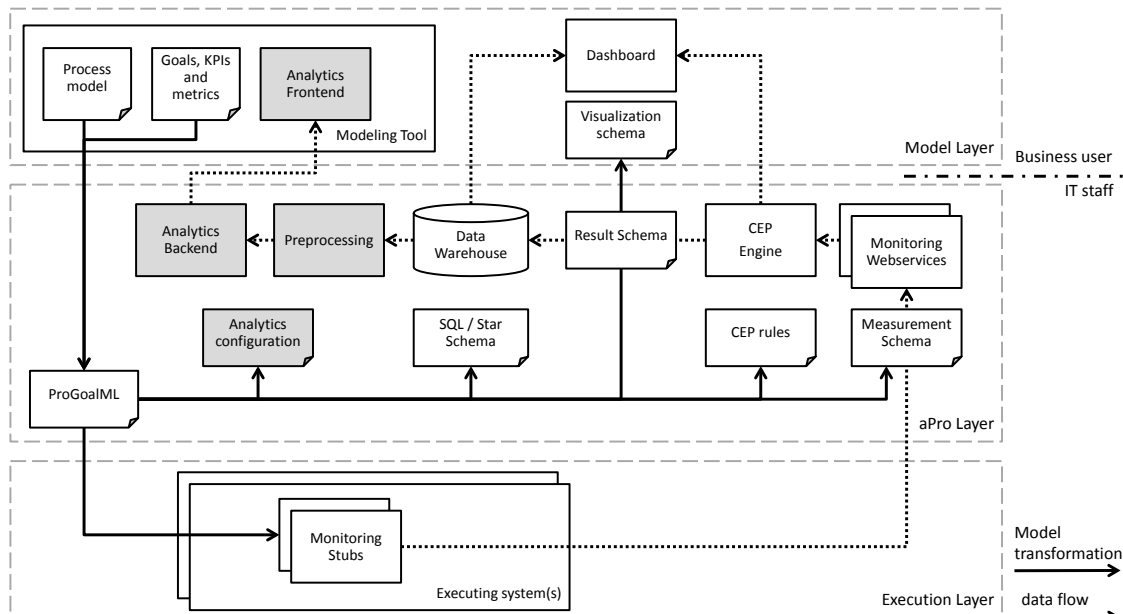 Process
model
Goals, KPIs
and
metrics
Analytics
Frontend
Modeling Tool
Dashboard
Visualization
schema
Model Layer
Business user
IT staff
Analytics
Backend
Preprocessing
Data
Warehouse
Result Schema
CEP
Engine
Monitoring
Webservices
Analytics
configuration
SQL / Star
Schema
CEP rules
Measurement
Schema
ProGoalML
aPro Layer
Monitoring
Stubs
Executing system(s)
Execution Layer
Model
transformation
data flow